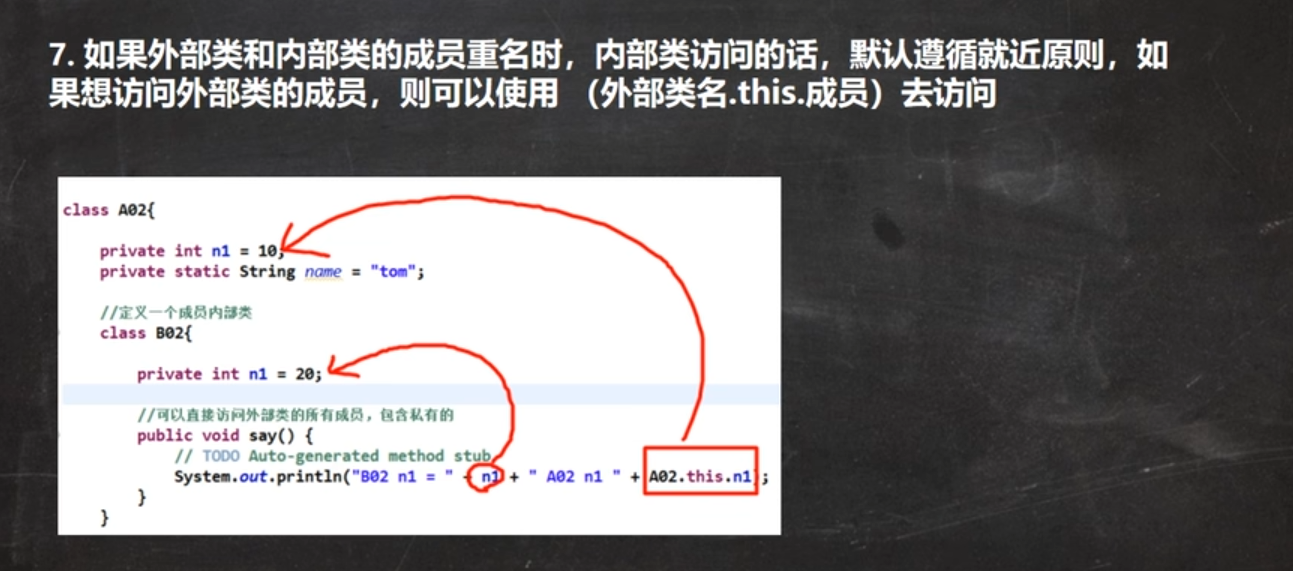 7. 如果外部类和内部类的成员重名时，内部类访问的话，默认遵循就近原则，如
果想访问外部类的成员，则可以使用 （外部类名.this.成员）去访问
class A02{
private int n1 = 10;
private static String name = "tom";
//定义一个成员内部类
class B02{
private int n1 = 20;
//可以直接访问外部类的所有成员，包含私有的
public void say() {
// TODO Auto-generated method stub
System.out.println("B02 n1 = " + n1 + " A02 n1 " + A02.this.n1);
}
}